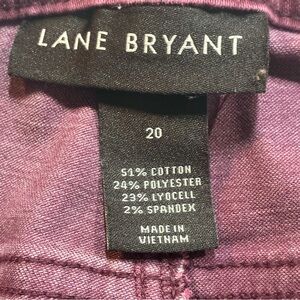 LANE BRYANT
20
51% COTTON
24% POLYESTER
23% LYOCELL
2% SPANDEX
MADE IN
VIETNAM